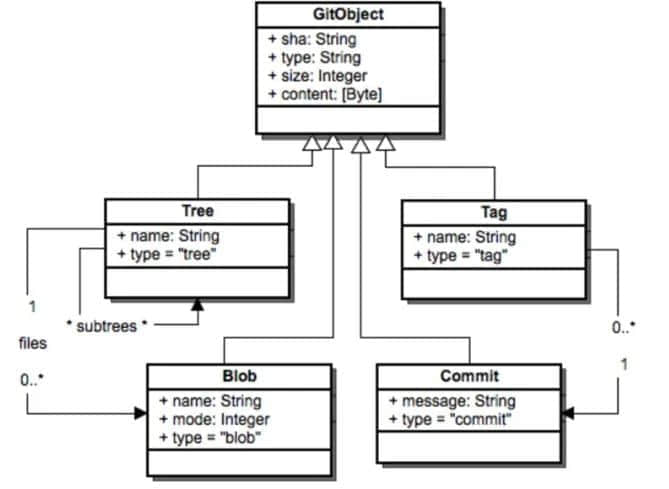 GitObject
+ sha: String
+ type: String
+ size: Integer
+ content: [Byte]
Tree
+ name: String
+ type = "tree"
Tag
+ name: String
+ type = "tag"
1
* subtrees *
files
0..*
0..*
1
Blob
+ name: String
+ mode: Integer
+ type = "blob"
Commit
+ message: String
+ type = "commit"